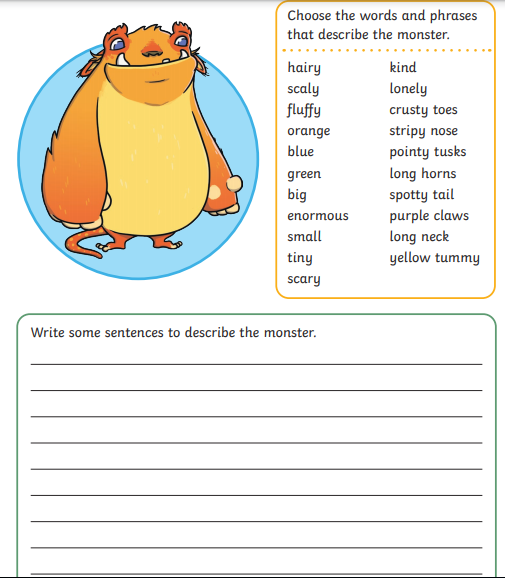 Choose the words and phrases
that describe the monster.
hairy
scaly
fluffy
orange
blue
green
big
enormous
small
tiny
scary
kind
lonely
crusty toes
stripy nose
pointy tusks
long horns
spotty tail
purple claws
long neck
yellow tummy
Write some sentences to describe the monster.